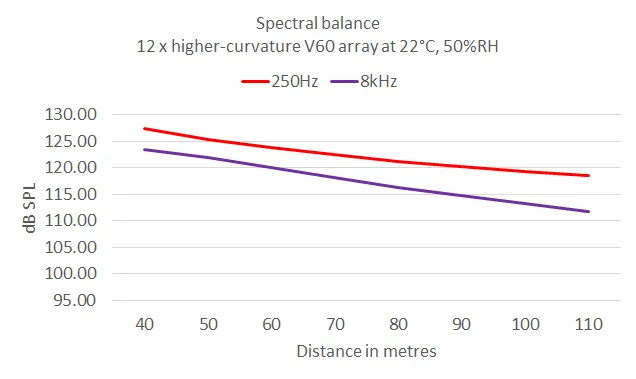 Spectral balance
12 x higher-curvature V60 array at 22°C, 50%RH
250Hz 8kHz
130.00
125.00
120.00
115.00
110.00
105.00
100.00
95.00
dB SPL
40 50 60 70 80 90 100 110
Distance in metres